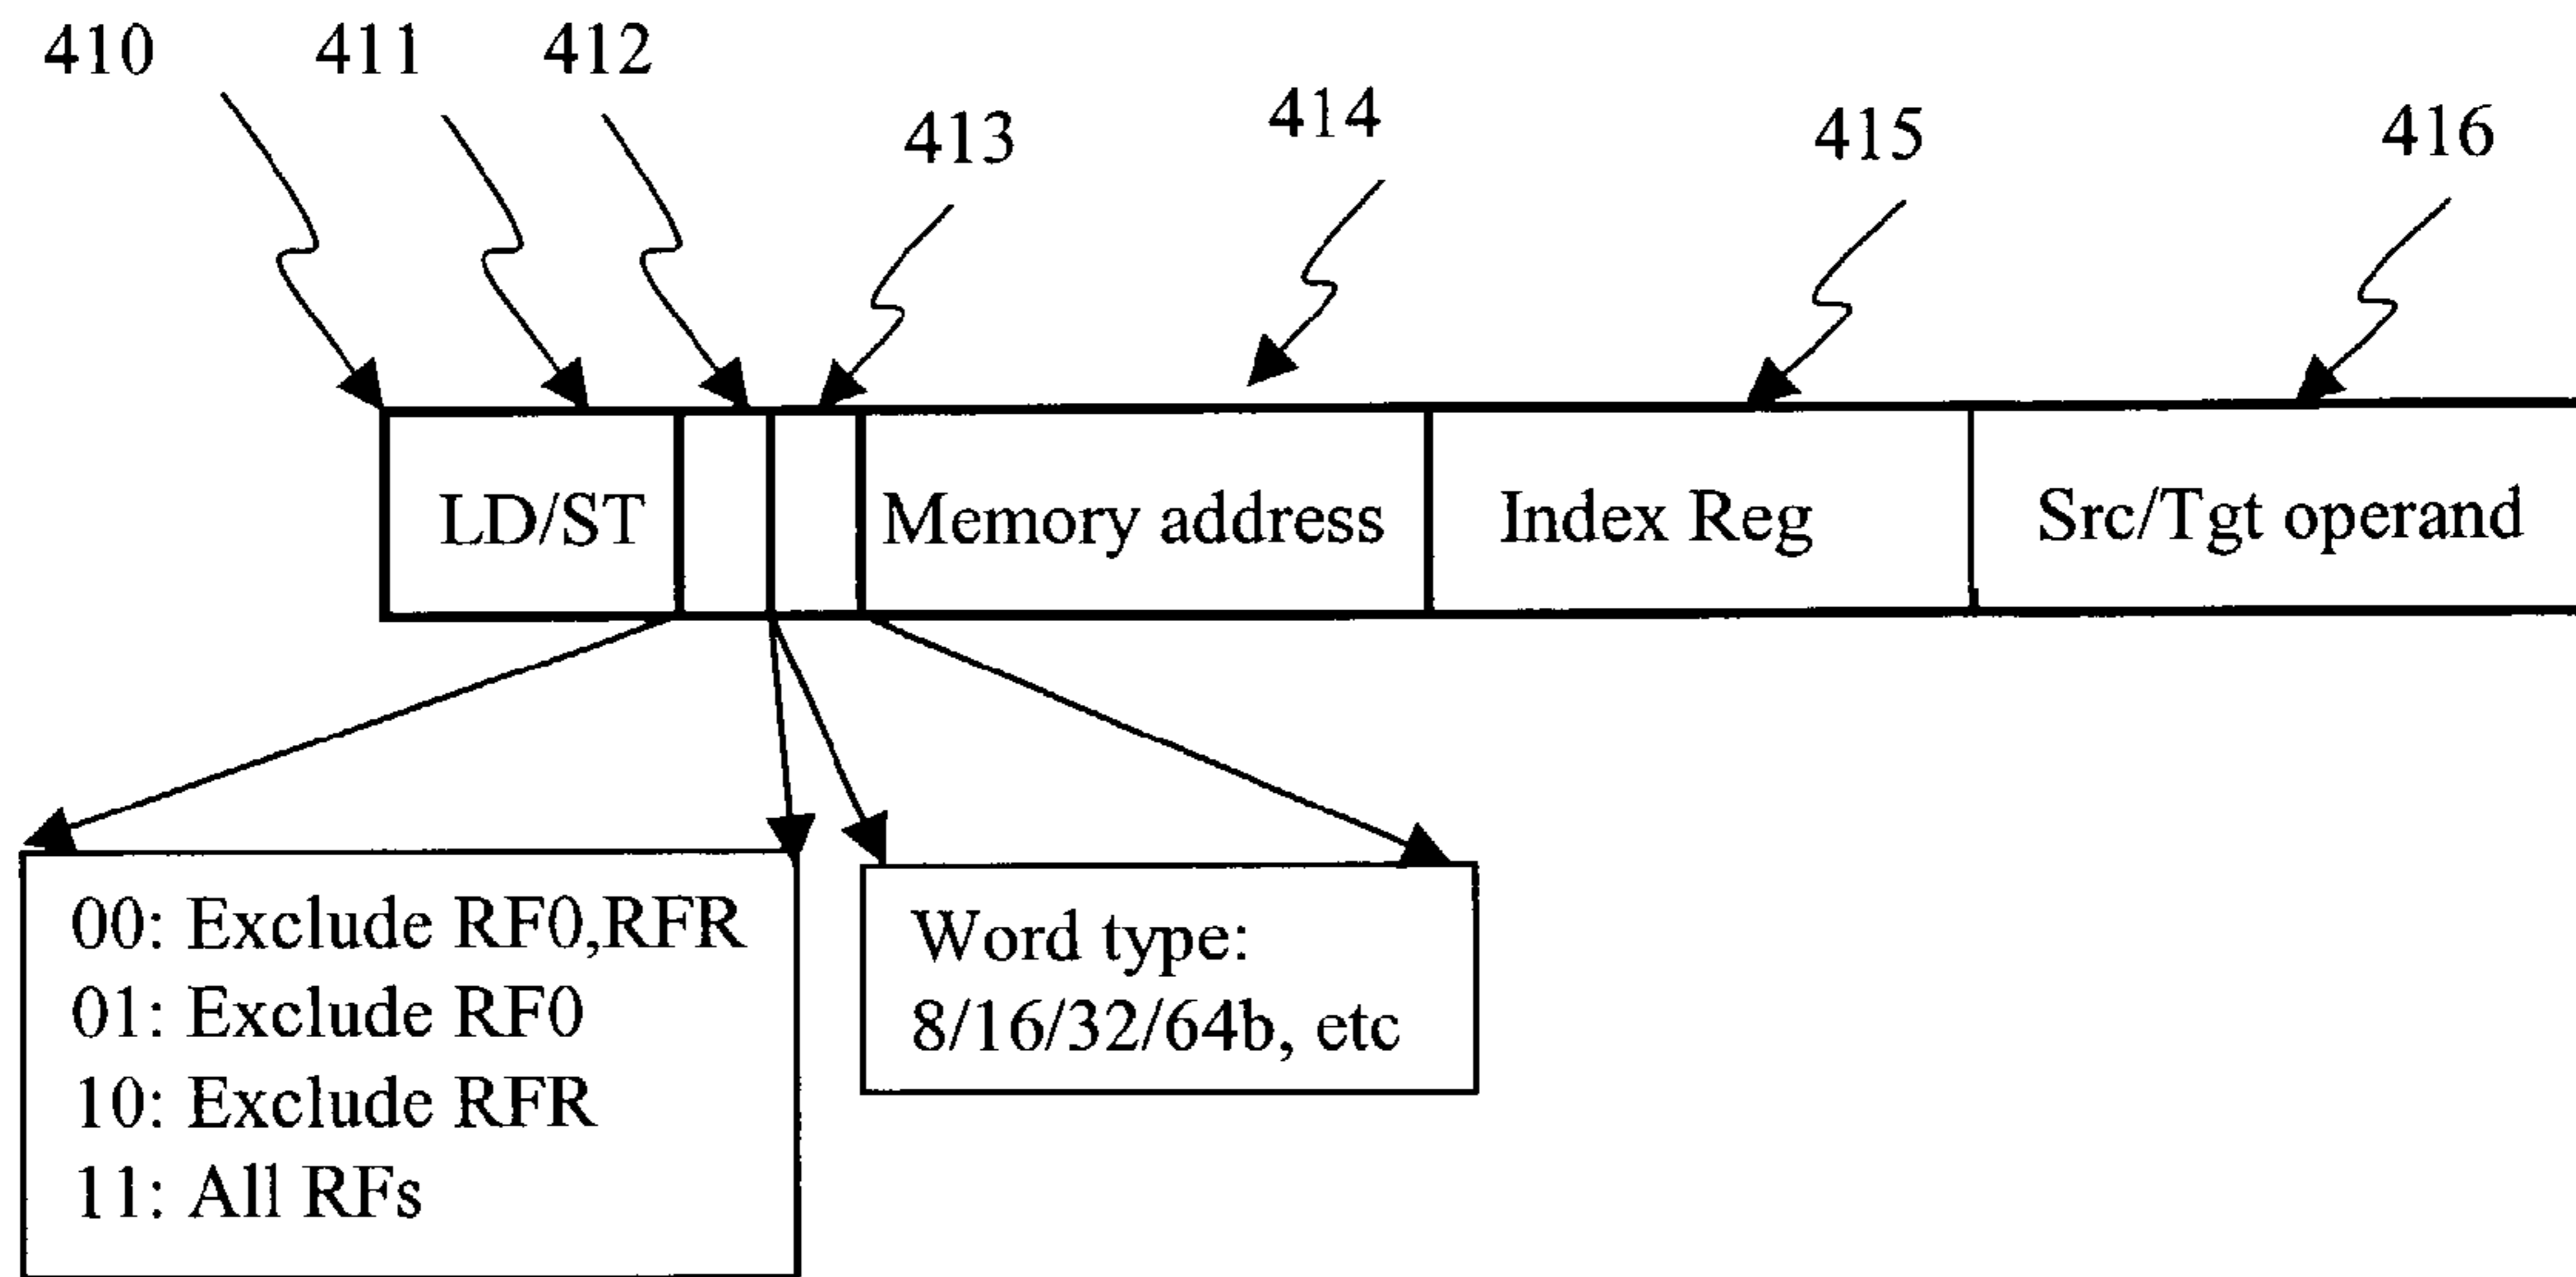 410 411 412 413 414 415 416
LD/ST Memory address Index Reg Src/Tgt operand
00: Exclude RF0,RFR
01: Exclude RF0
10: Exclude RFR
11: All RFs
Word type:
8/16/32/64b, etc